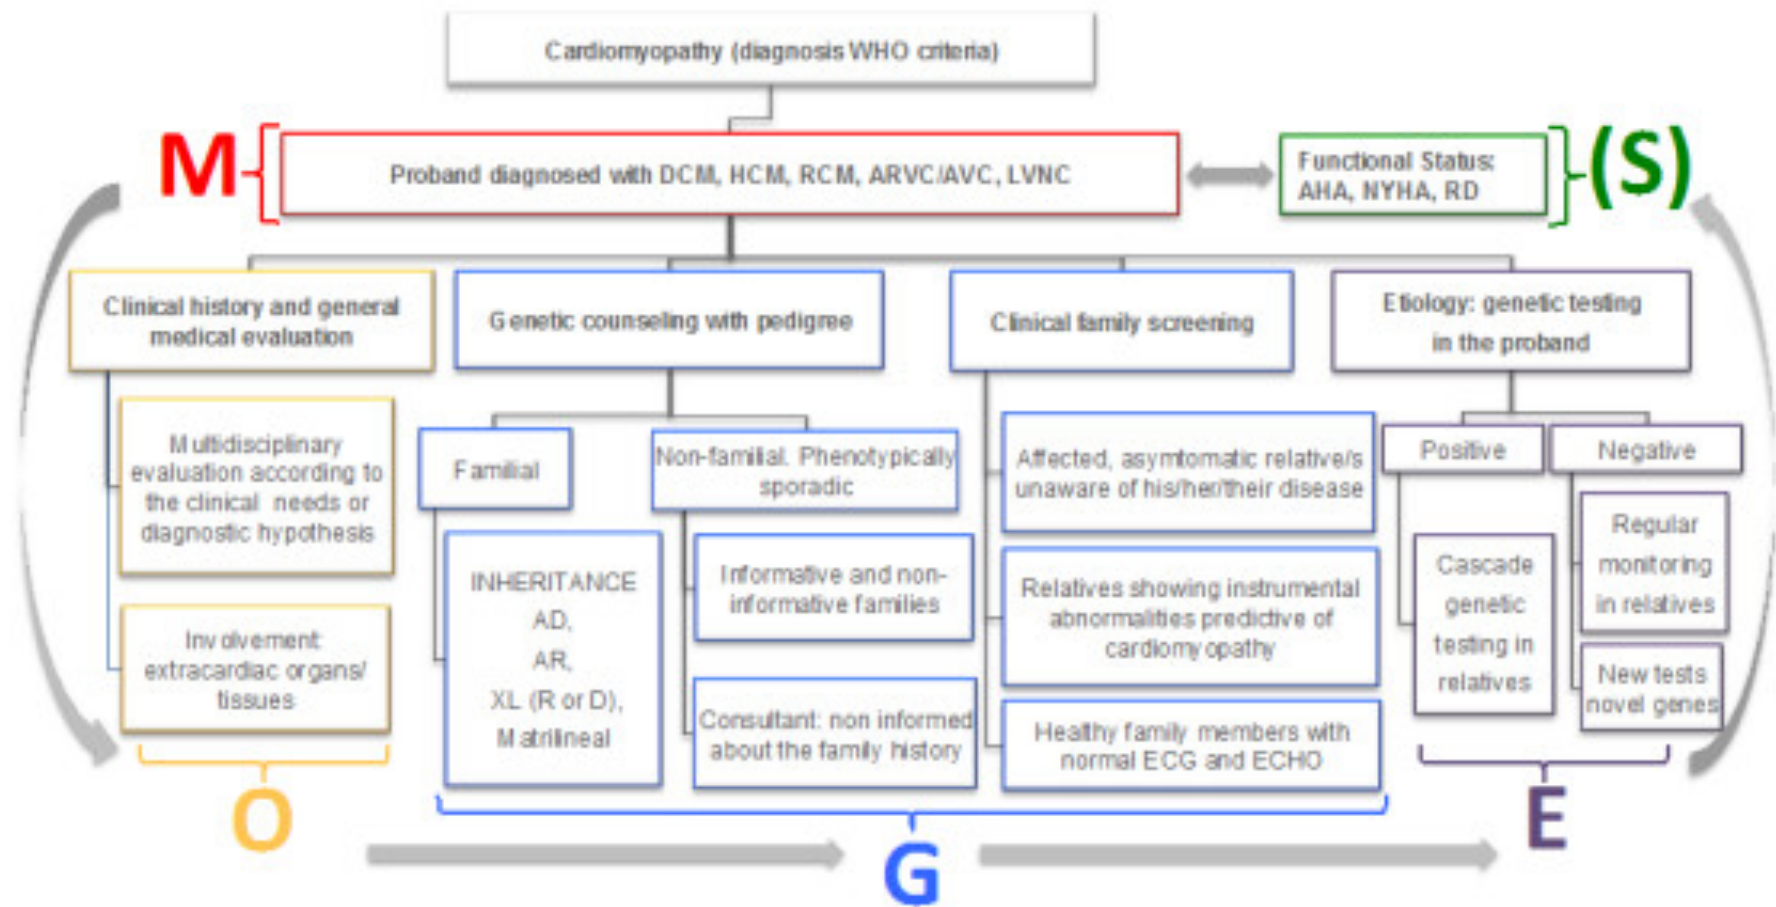 Cardiomyopathy (diagnosis WHO criteria)
M
Proband diagnosed with DCM, HCM, RCM, ARVC/AVC, LVNC
Functional Status:
AHA, NYHA, RD
(S)
Clinical history and general
medical evaluation
Genetic counseling with pedigree
Clinical family screening
Etiology: genetic testing
in the proband
Multidisciplinary
evaluation according to
the clinical needs or
diagnostic hypothesis
Involvement:
extracardiac organs/
tissues
O
Familial
Non-familial. Phenotypically
sporadic
INHERITANCE
AD,
AR,
XL (R or D),
Matrilineal
Informative and non-
informative families
Consultant: non informed
about the family history
Affected, asymtomatic relative/s
unaware of his/her/their disease
Relatives showing instrumental
abnormalities predictive of
cardiomyopathy
Healthy family members with
normal ECG and ECHO
G
Positive
Negative
Cascade
genetic
testing in
relatives
Regular
monitoring
in relatives
New tests
novel genes
E